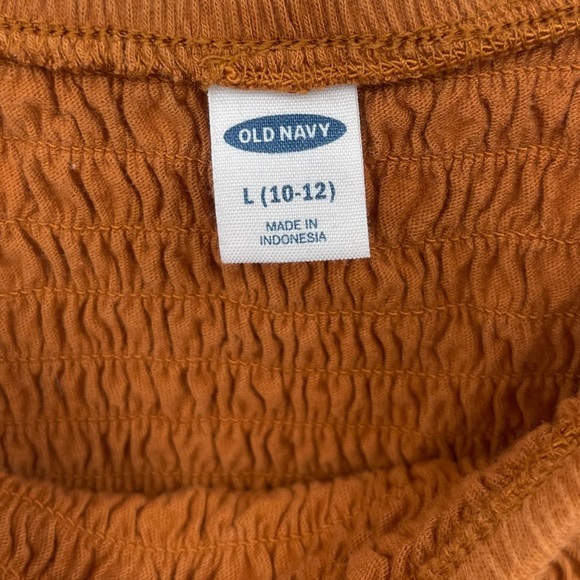 OLD NAVY
L (10-12)
MADE IN
INDONESIA